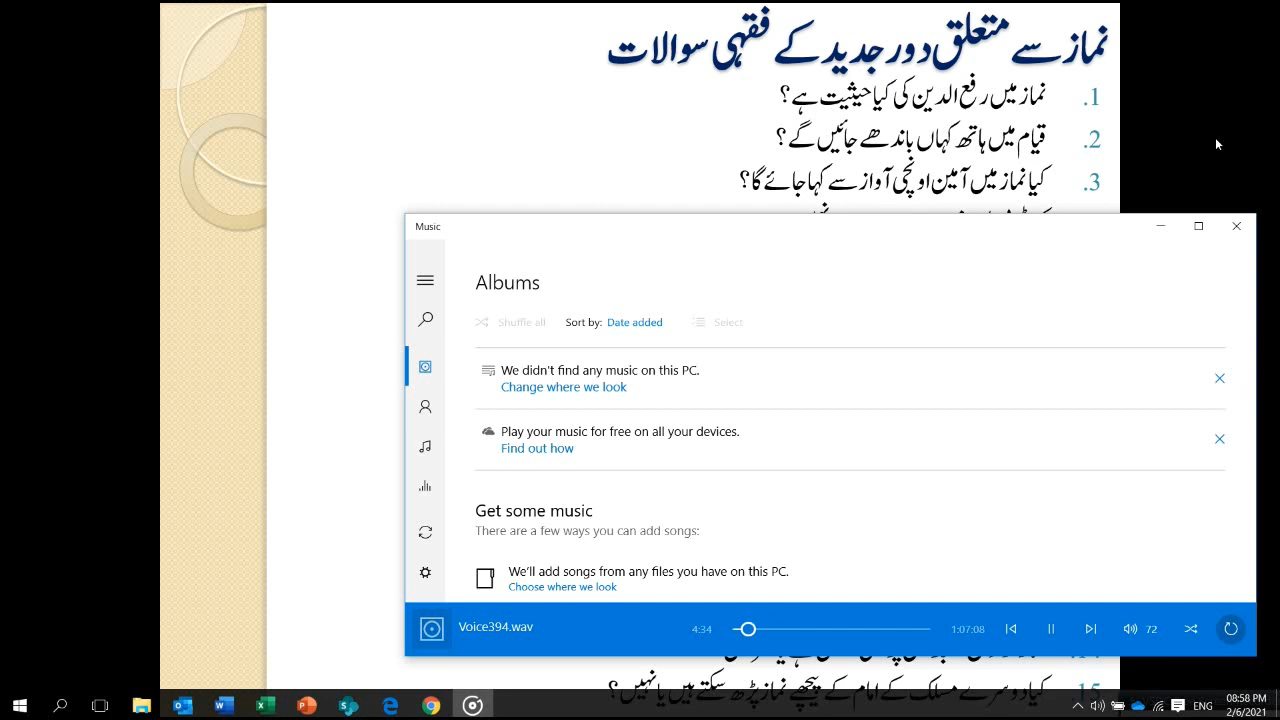 نماز سے متعلق دور جدید کے فقہی سوالات
1. نماز میں رفع الدین کی کیا حیثیت ہے؟
2. قیام میں ہاتھ کہاں باندھے جائیں گے؟
3. کیا نماز میں آمین اونچی آواز سے کہا جائے گا؟
Music
Albums
Shuffle all Sort by: Date added Select
We didn't find any music on this PC.
Change where we look
Play your music for free on all your devices.
Find out how
Get some music
There are a few ways you can add songs:
We'll add songs from any files you have on this PC.
Choose where we look
Voice394.wav 4:34 1:07:08 72
15 کیا دوسرے مسلک کے امام کے پیچھے نماز پڑھ سکتے ہیں یا نہیں؟
ENG 08:58 PM
2/6/2021